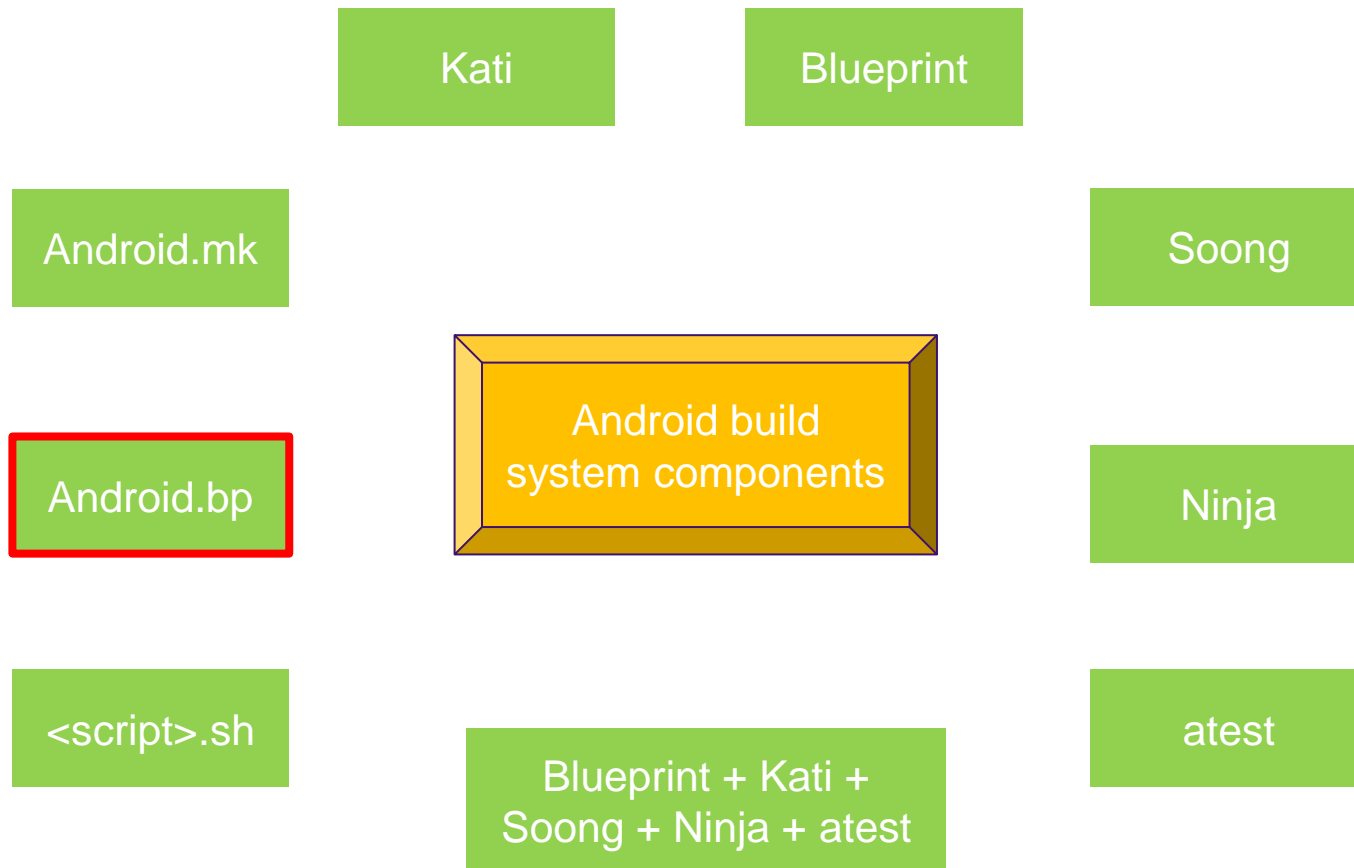 Kati
Blueprint
Android.mk
Soong
Android build
system components
Android.bp
Ninja
<script>.sh
atest
Blueprint + Kati +
Soong + Ninja + atest